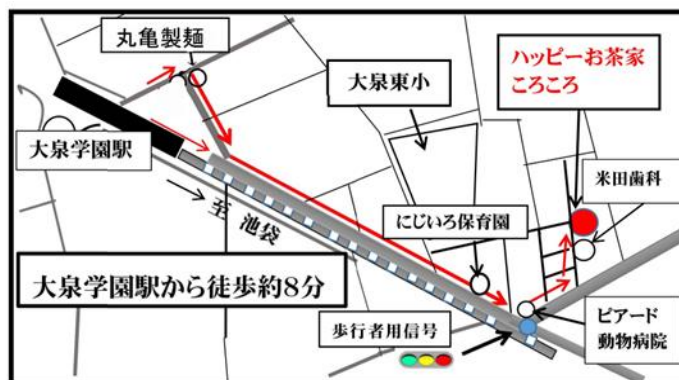 丸亀製麺
大泉東小
ハッピーお茶家
ころころ
大泉学園駅
米田歯科
至 池袋
にじいろ保育園
大泉学園駅から徒歩約8分
歩行者用信号
ピアード
動物病院